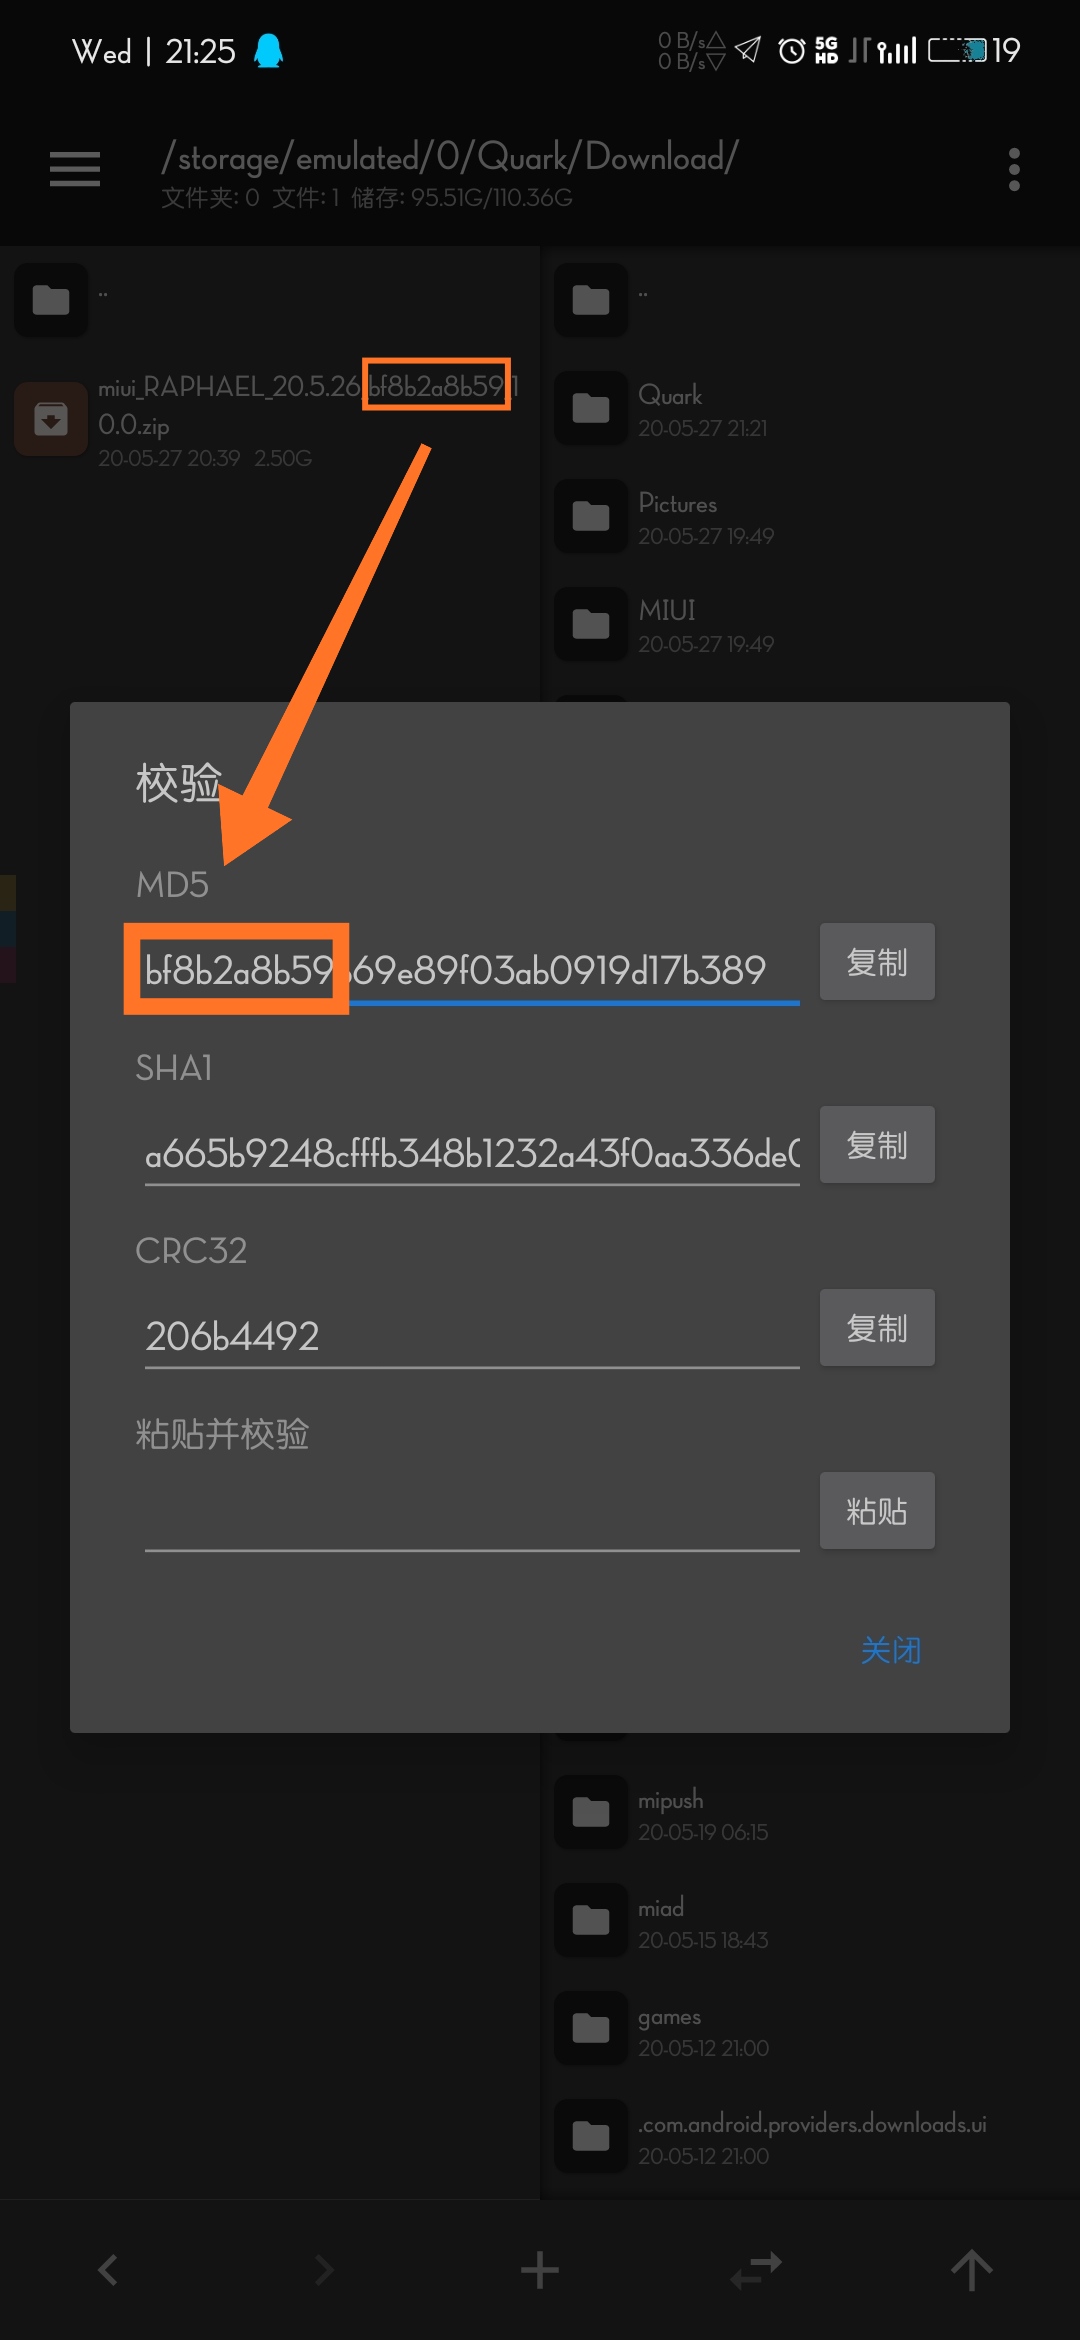 Wed | 21:25
0 B/s△
0 B/s▽
5G
HD
19
/storage/emulated/0/Quark/Download/
文件夹: 0 文件: 1 储存: 95.51G/110.36G
..
miui_RAPHAEL_20.5.26_bf8b2a8b59_1
0.0.zip
20-05-27 20:39 2.50G
..
Quark
20-05-27 21:21
Pictures
20-05-27 19:49
MIUI
20-05-27 19:49
校验
MD5
bf8b2a8b59b69e89f03ab0919d17b389
复制
SHA1
a665b9248cfffb348b1232a43f0aa336de0
复制
CRC32
206b4492
复制
粘贴并校验
粘贴
关闭
mipush
20-05-19 06:15
miad
20-05-15 18:43
games
20-05-12 21:00
.com.android.providers.downloads.ui
20-05-12 21:00